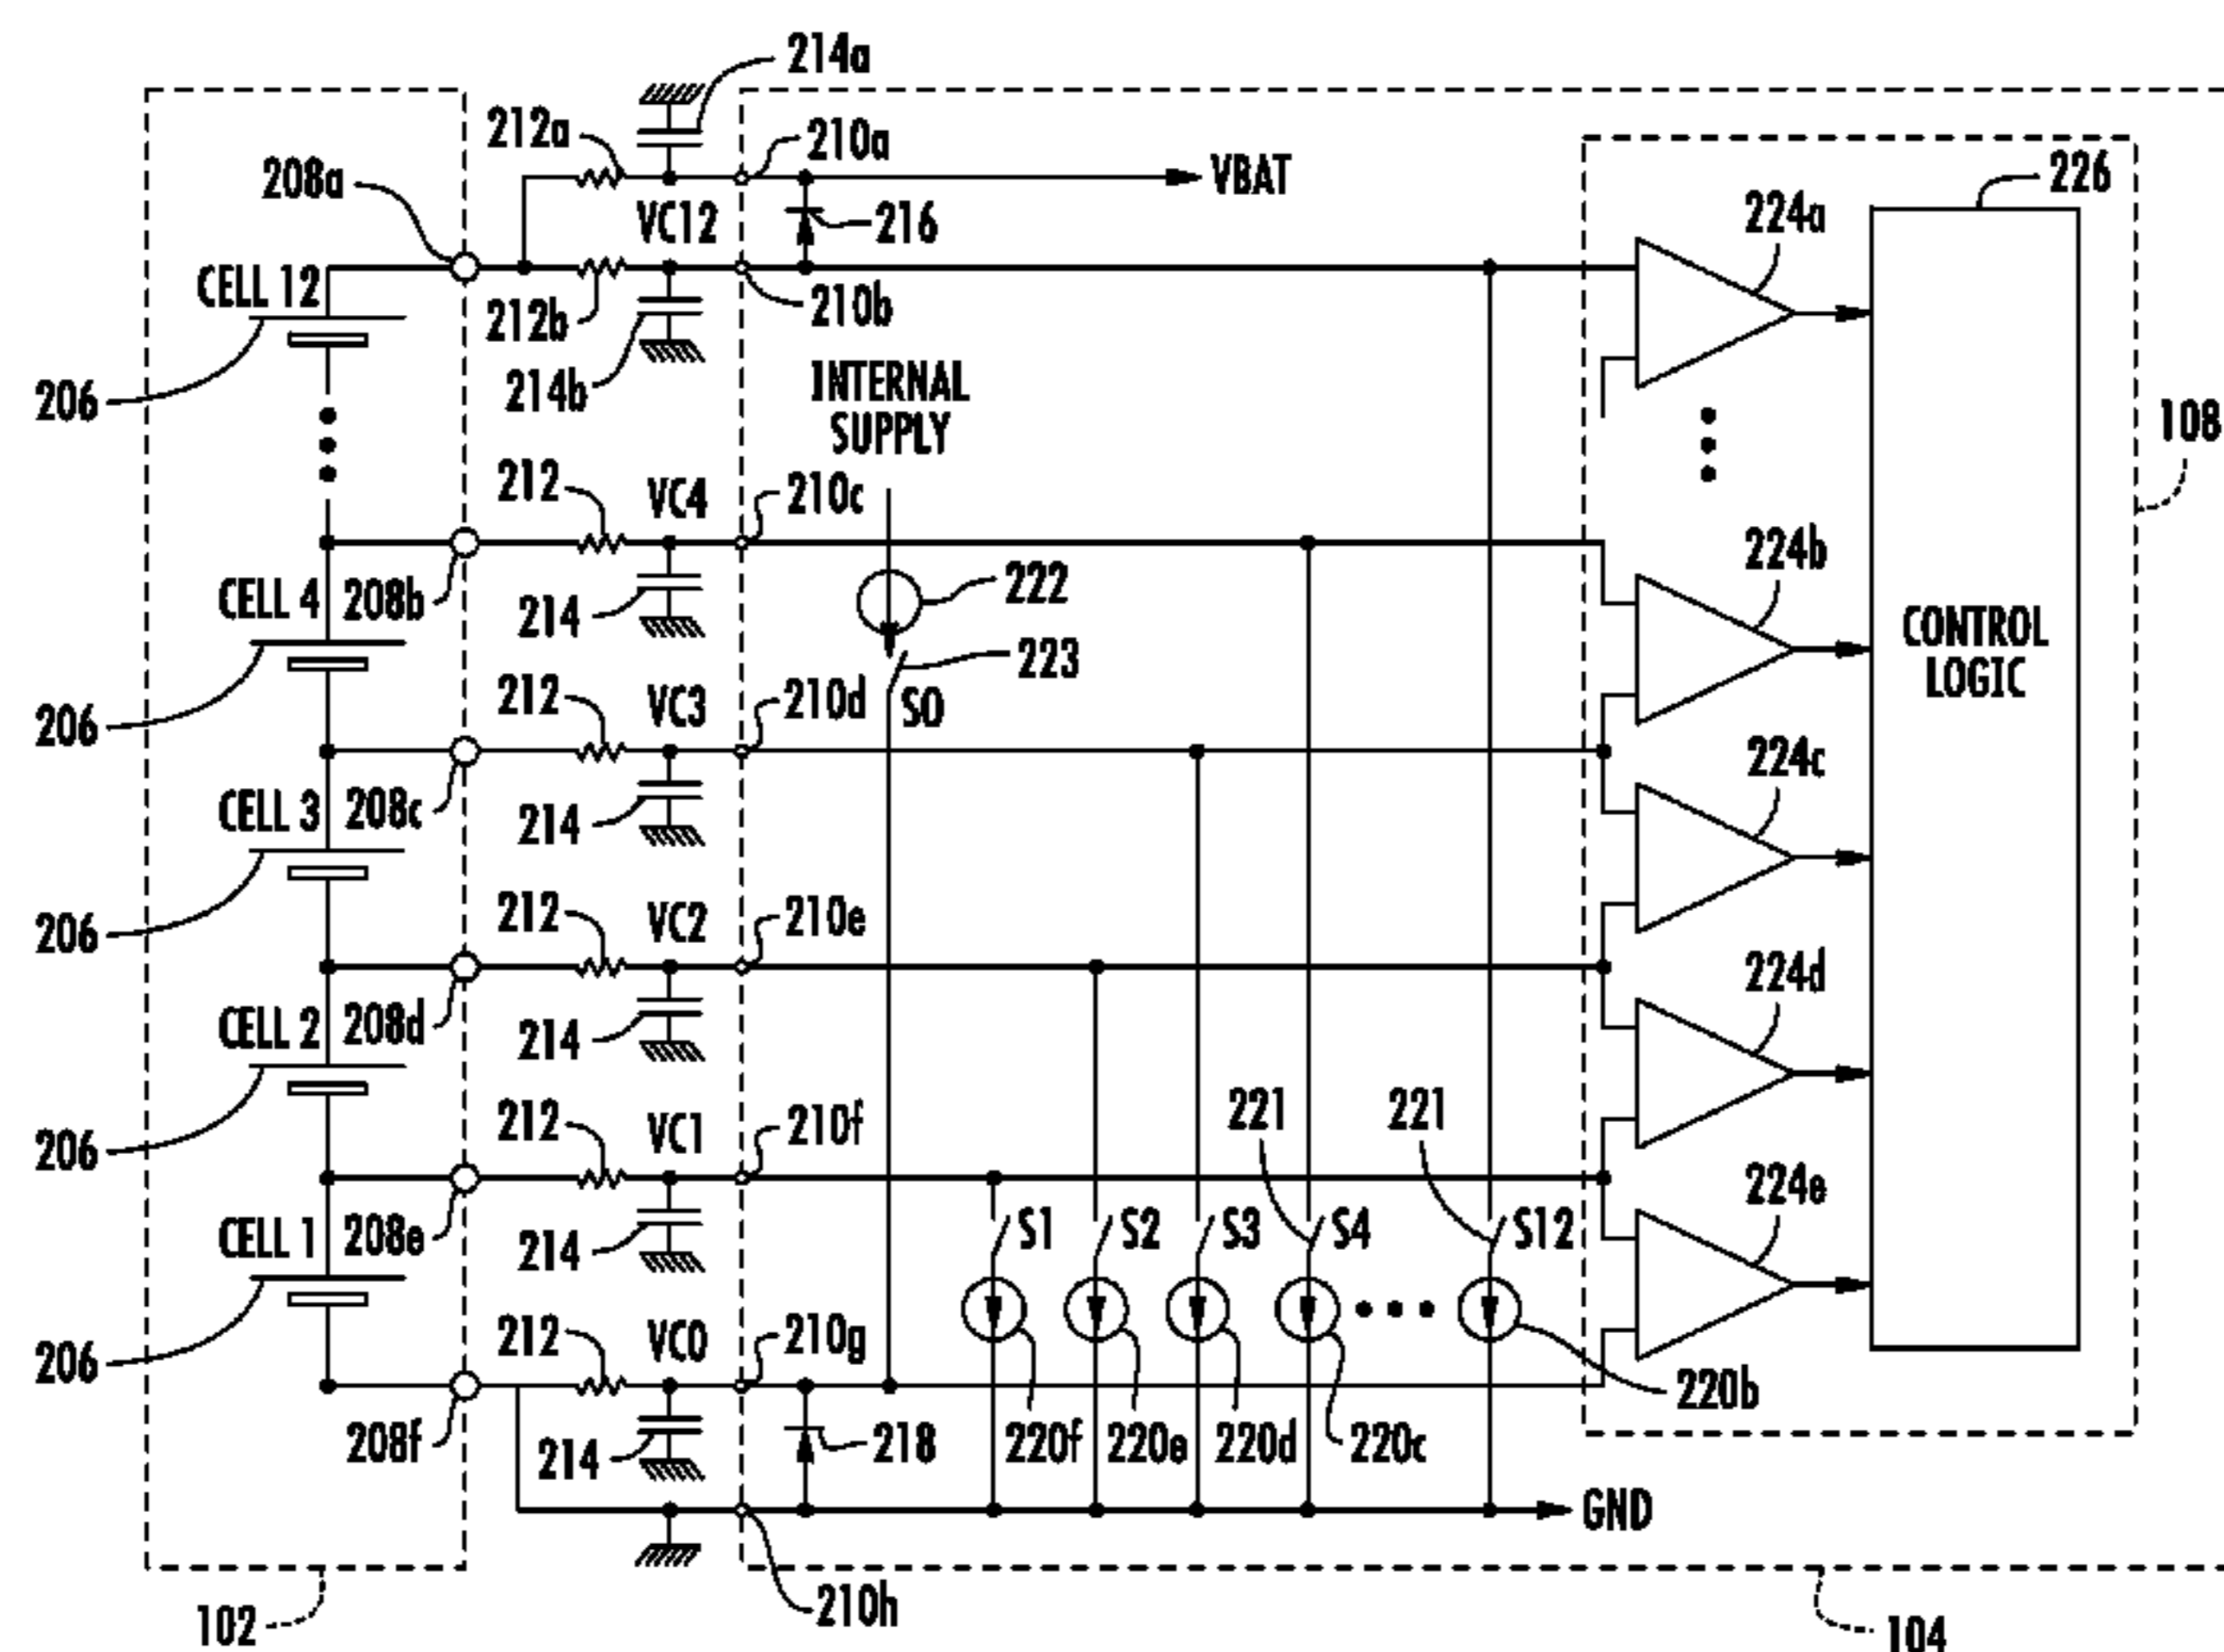 214a
212a
210a
208a
VBAT
226
VC12
216
224a
CELL 12
212b
210b
206
214b
INTERNAL
SUPPLY
108
212
VC4
210c
224b
CELL 4
208b
214
222
CONTROL
LOGIC
223
206
212
VC3
210d
S0
224c
CELL 3
208c
214
206
212
VC2
210e
224d
CELL 2
208d
214
206
212
VC1
210f
221
221
224e
CELL 1
208e
214
S1
S2
S3
S4
S12
206
212
VC0
210g
220b
208f
214
218
220f
220e
220d
220c
GND
102
210h
104